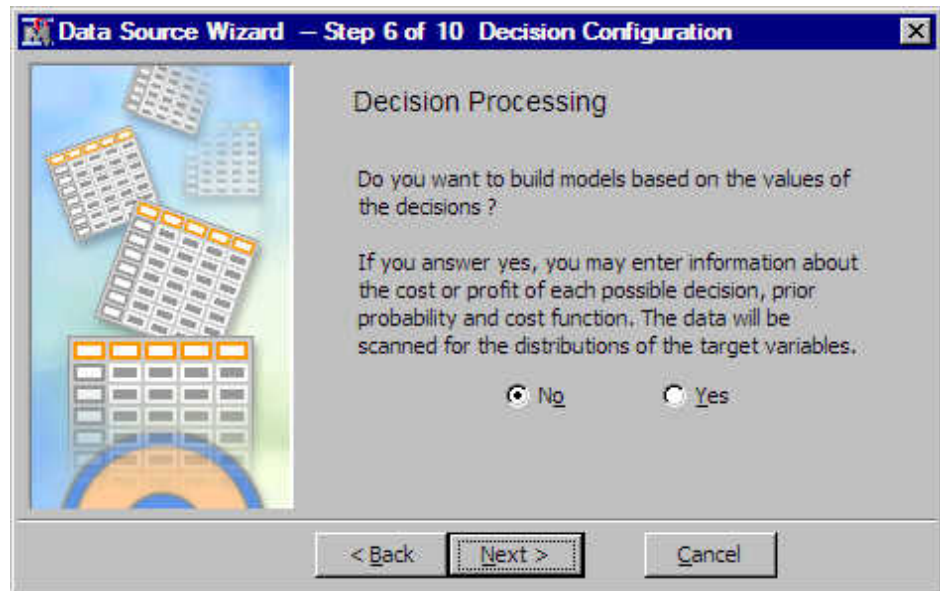 Data Source Wizard – Step 6 of 10 Decision Configuration
Decision Processing
Do you want to build models based on the values of
the decisions ?
If you answer yes, you may enter information about
the cost or profit of each possible decision, prior
probability and cost function. The data will be
scanned for the distributions of the target variables.
No Yes
< Back Next > Cancel